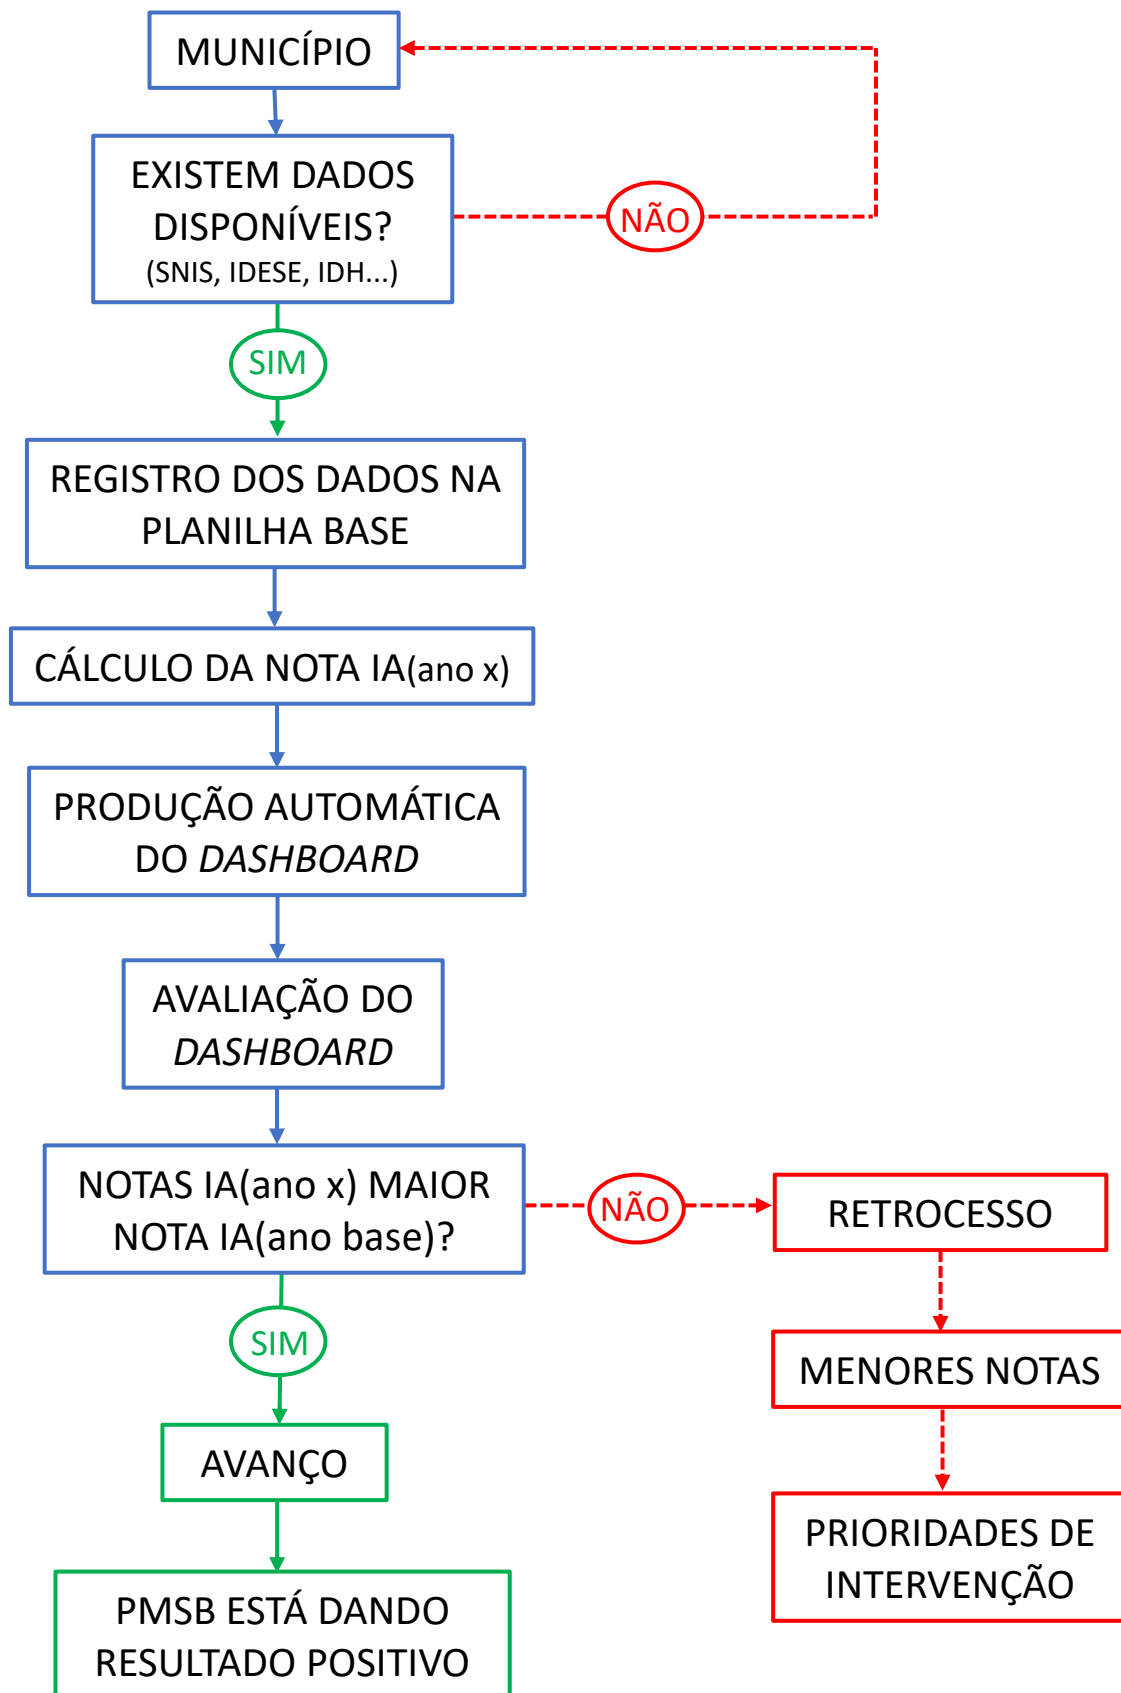 MUNICÍPIO
EXISTEM DADOS
DISPONÍVEIS?
(SNIS, IDESE, IDH...)
NÃO
SIM
REGISTRO DOS DADOS NA
PLANILHA BASE
CÁLCULO DA NOTA IA(ano x)
PRODUÇÃO AUTOMÁTICA
DO DASHBOARD
AVALIAÇÃO DO
DASHBOARD
NOTAS IA(ano x) MAIOR
NOTA IA(ano base)?
NÃO
RETROCESSO
MENORES NOTAS
PRIORIDADES DE
INTERVENÇÃO
SIM
AVANÇO
PMSB ESTÁ DANDO
RESULTADO POSITIVO